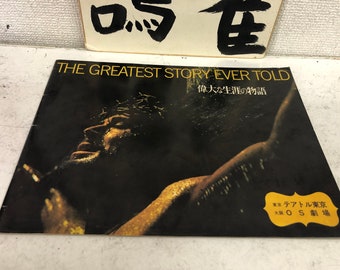 鳴隹
THE GREATEST STORY EVER TOLD
偉大な生涯の物語
東京 テアトル東京
大阪 OS劇場